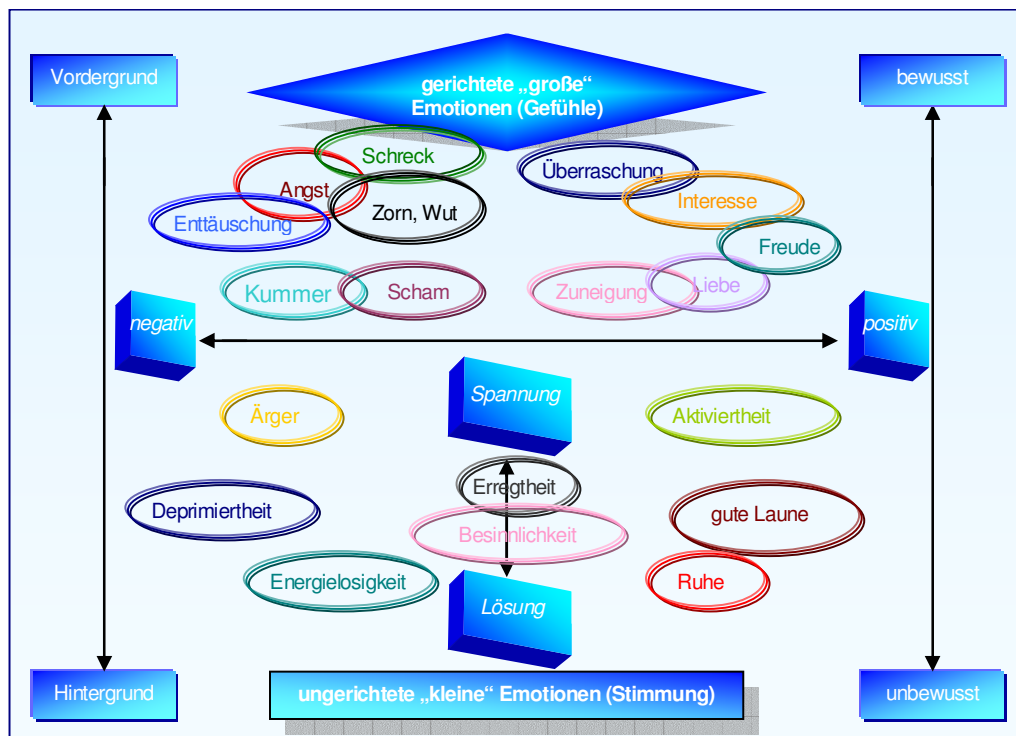 Vordergrund
gerichtete „große“
Emotionen (Gefühle)
bewusst
Schreck
Angst
Zorn, Wut
Enttäuschung
Überraschung
Interesse
Freude
Kummer
Scham
Zuneigung
Liebe
negativ
positiv
Spannung
Ärger
Aktiviertheit
Erregtheit
Deprimiertheit
Besinnlichkeit
gute Laune
Energielosigkeit
Ruhe
Lösung
Hintergrund
ungerichtete „kleine“ Emotionen (Stimmung)
unbewusst